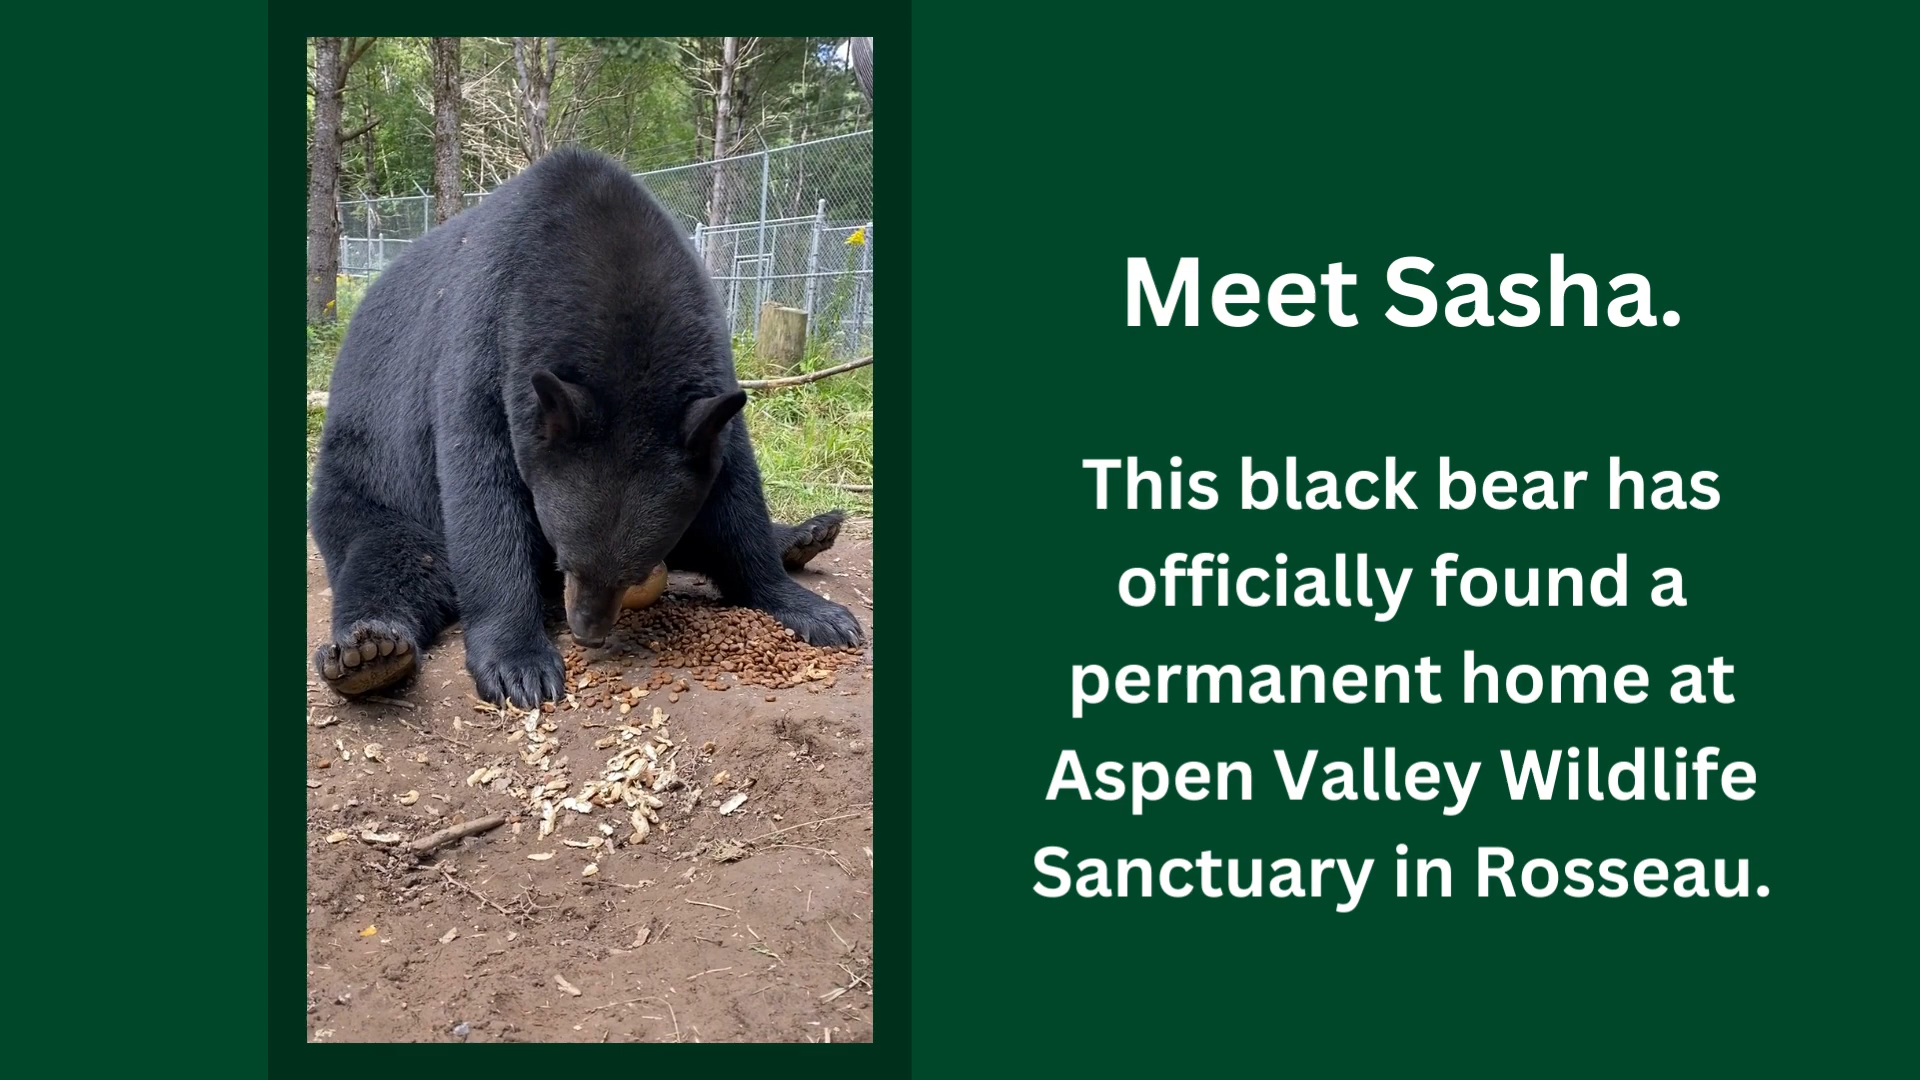 Meet Sasha.
This black bear has
officially found a
permanent home at
Aspen Valley Wildlife
Sanctuary in Rosseau.